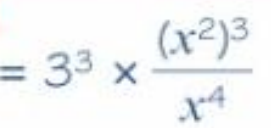 = 3³ × (x²)³ / x⁴